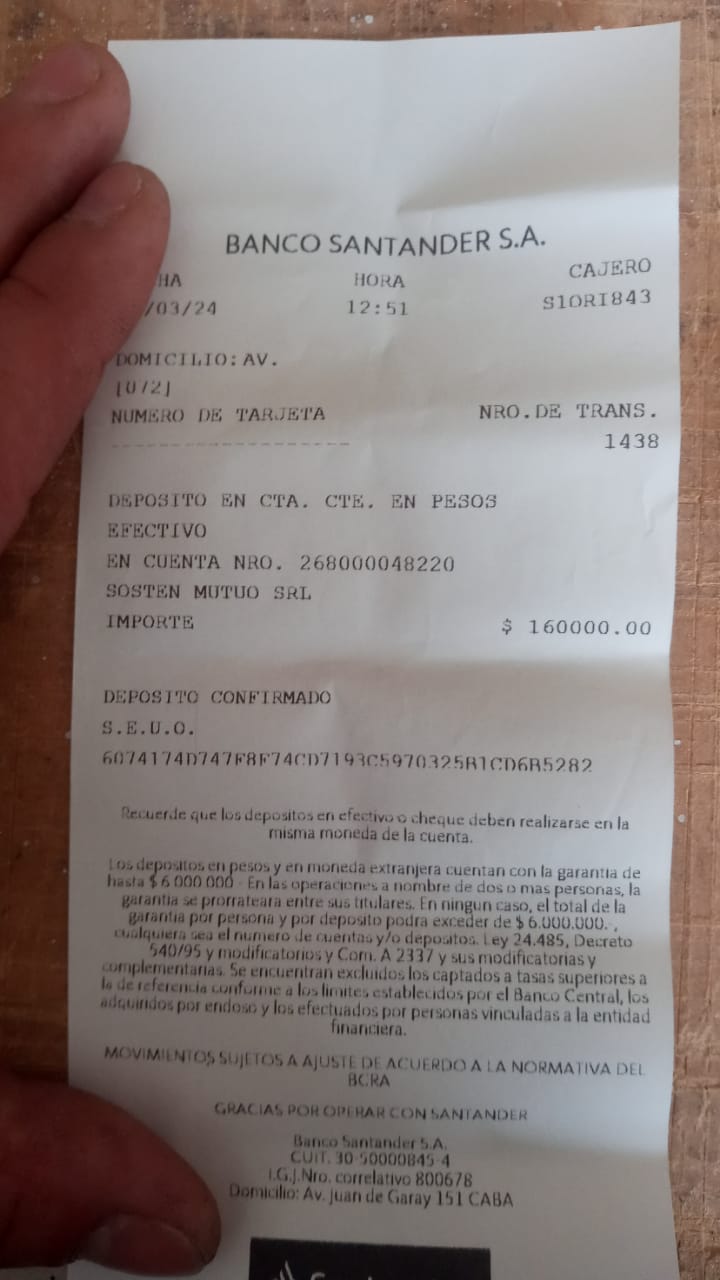 BANCO SANTANDER S.A.
HA HORA CAJERO
/03/24 12:51 S1ORI843
DOMICILIO: AV.
[072]
NUMERO DE TARJETA NRO.DE TRANS.
-------------------- 1438
DEPOSITO EN CTA. CTE. EN PESOS
EFECTIVO
EN CUENTA NRO. 268000048220
SOSTEN MUTUO SRL
IMPORTE $ 160000.00
DEPOSITO CONFIRMADO
S.E.U.O.
6074174D747F8F74CD7193C5970325B1CD6B5282
Recuerde que los depositos en efectivo o cheque deben realizarse en la
misma moneda de la cuenta.
Los depositos en pesos y en moneda extranjera cuentan con la garantia de
hasta $ 6.000.000 - En las operaciones a nombre de dos o mas personas, la
garantia se prorrateara entre sus titulares. En ningun caso, el total de la
garantia por persona y por deposito podra exceder de $ 6.000.000.-,
cualquiera sea el numero de cuentas y/o depositos. Ley 24.485, Decreto
540/95 y modificatorios y Com. A 2337 y sus modificatorias y
complementarias. Se encuentran excluidos los captados a tasas superiores a
la de referencia conforme a los limites establecidos por el Banco Central, los
adquiridos por endoso y los efectuados por personas vinculadas a la entidad
financiera.
MOVIMIENTOS SUJETOS A AJUSTE DE ACUERDO A LA NORMATIVA DEL
BCRA
GRACIAS POR OPERAR CON SANTANDER
Banco Santander S.A.
CUIT. 30-50000845-4
I.G.J.Nro. correlativo 800678
Domicilio: Av. Juan de Garay 151 CABA